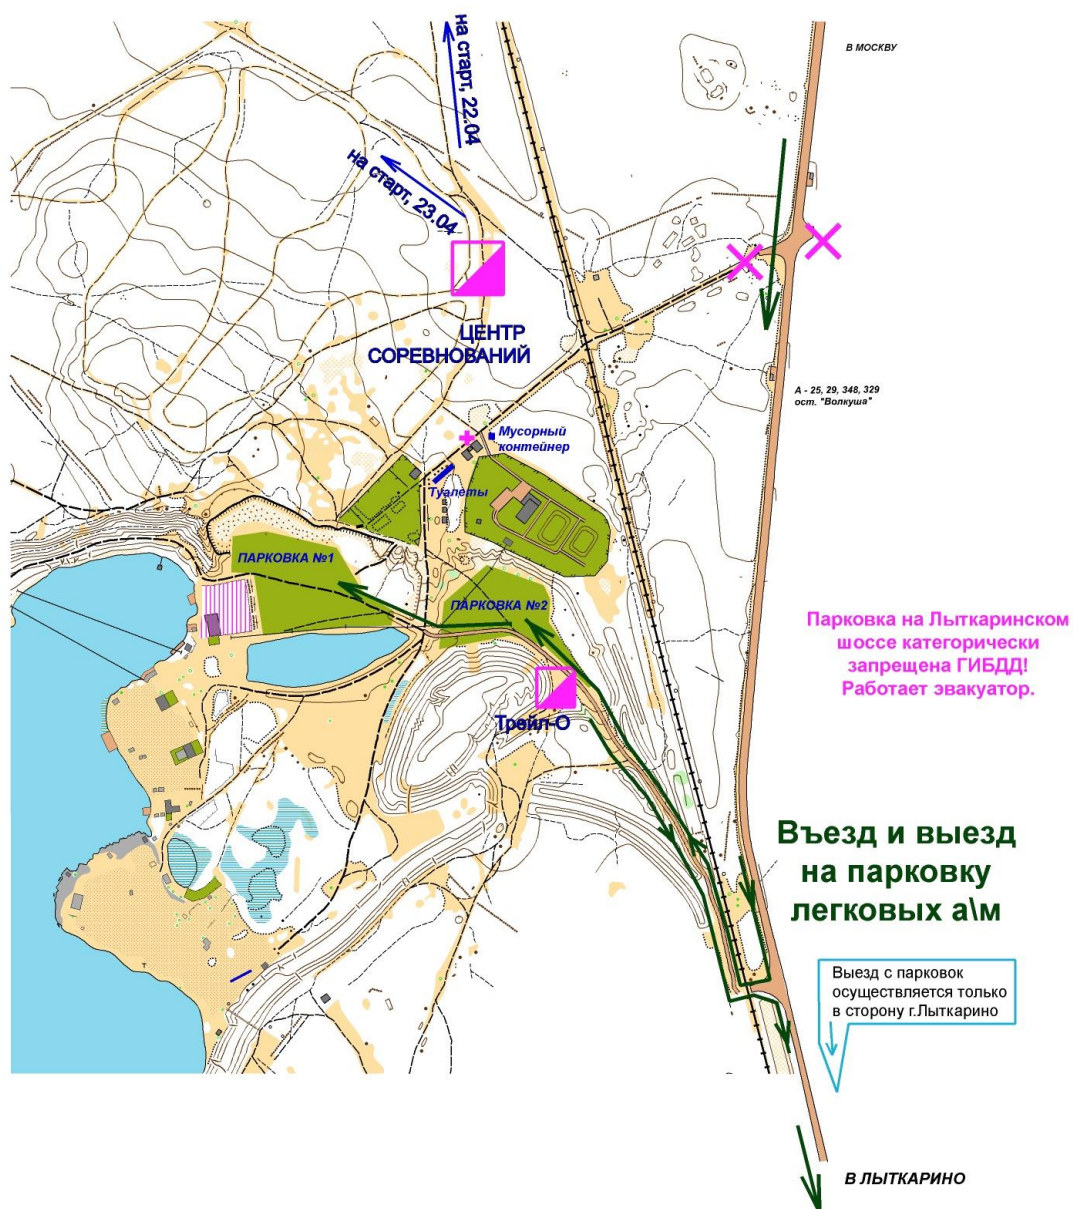 на старт, 22.04
В МОСКВУ
на старт, 23.04
ЦЕНТР
СОРЕВНОВАНИЙ
А - 25, 29, 348, 329
ост. "Волкуша"
Мусорный
контейнер
Туалеты
ПАРКОВКА №1
ПАРКОВКА №2
Парковка на Лыткаринском
шоссе категорически
запрещена ГИБДД!
Работает эвакуатор.
Трейл-О
Въезд и выезд
на парковку
легковых а\м
Выезд с парковок
осуществляется только
в сторону г.Лыткарино
В ЛЫТКАРИНО